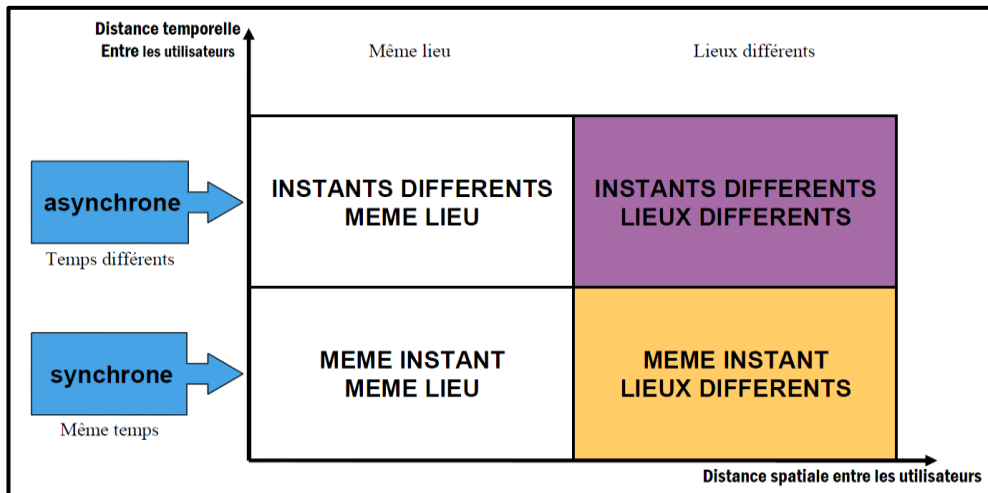 Distance temporelle
Entre les utilisateurs
Même lieu
Lieux différents
asynchrone
Temps différents
INSTANTS DIFFERENTS
MEME LIEU
INSTANTS DIFFERENTS
LIEUX DIFFERENTS
synchrone
Même temps
MEME INSTANT
MEME LIEU
MEME INSTANT
LIEUX DIFFERENTS
Distance spatiale entre les utilisateurs